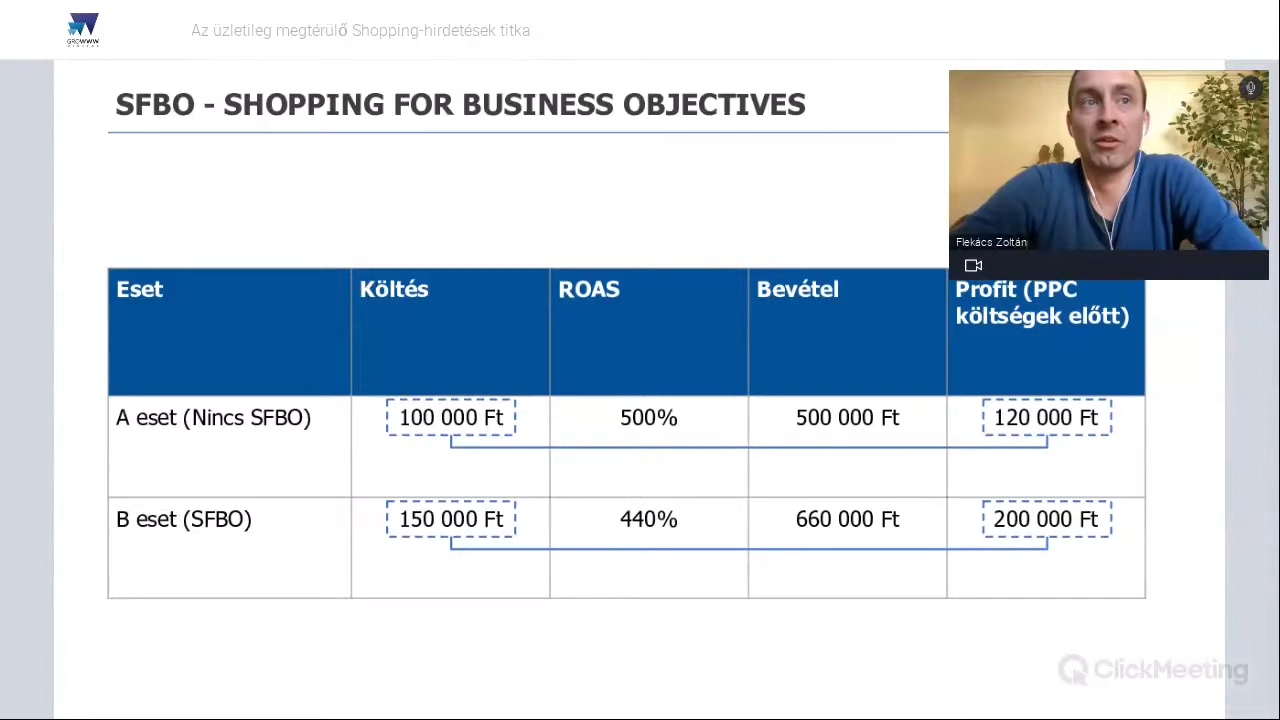 GROWWW
DIGITAL
Az üzletileg megtérülő Shopping-hirdetések titka
SFBO - SHOPPING FOR BUSINESS OBJECTIVES
Flekács Zoltán
Eset
Költés
ROAS
Bevétel
Profit (PPC
költségek előtt)
A eset (Nincs SFBO)
100 000 Ft
500%
500 000 Ft
120 000 Ft
B eset (SFBO)
150 000 Ft
440%
660 000 Ft
200 000 Ft
ClickMeeting